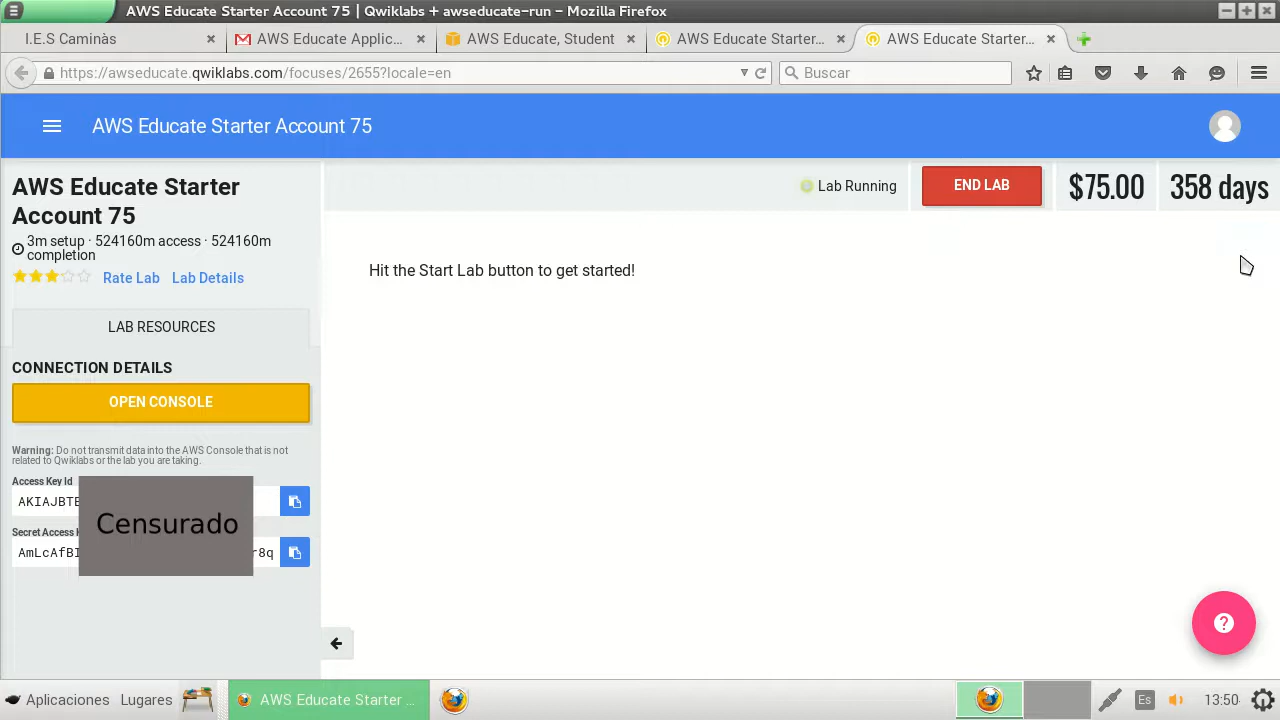 AWS Educate Starter Account 75 | Qwiklabs + awseducate-run - Mozilla Firefox
I.E.S Caminàs
AWS Educate Applic...
AWS Educate, Student
AWS Educate Starter...
AWS Educate Starter...
https://awseducate.qwiklabs.com/focuses/2655?locale=en
Buscar
AWS Educate Starter Account 75
AWS Educate Starter
Account 75
3m setup · 524160m access · 524160m
completion
Rate Lab Lab Details
Lab Running
END LAB
$75.00
358 days
Hit the Start Lab button to get started!
LAB RESOURCES
CONNECTION DETAILS
OPEN CONSOLE
Warning: Do not transmit data into the AWS Console that is not
related to Qwiklabs or the lab you are taking.
Access Key Id
AKIAJBTE
Censurado
Secret Access
AmLcAfBI r8q
?
Aplicaciones Lugares
AWS Educate Starter ...
Es
13:50